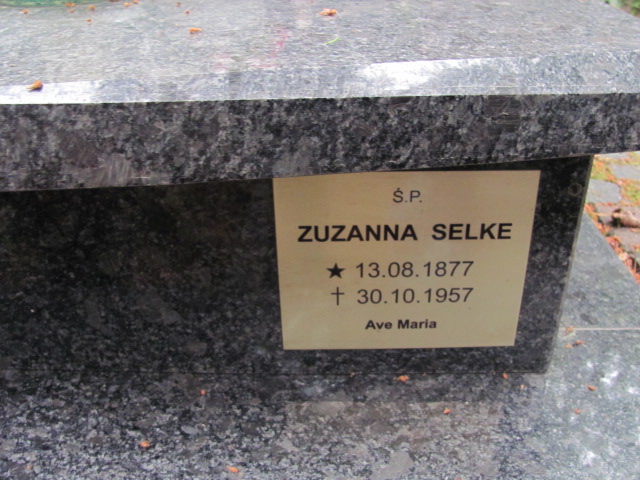 Ś.P.
ZUZANNA SELKE
★ 13.08.1877
† 30.10.1957
Ave Maria